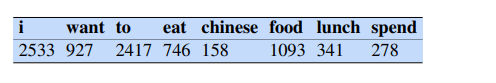 i want to eat chinese food lunch spend
2533 927 2417 746 158 1093 341 278